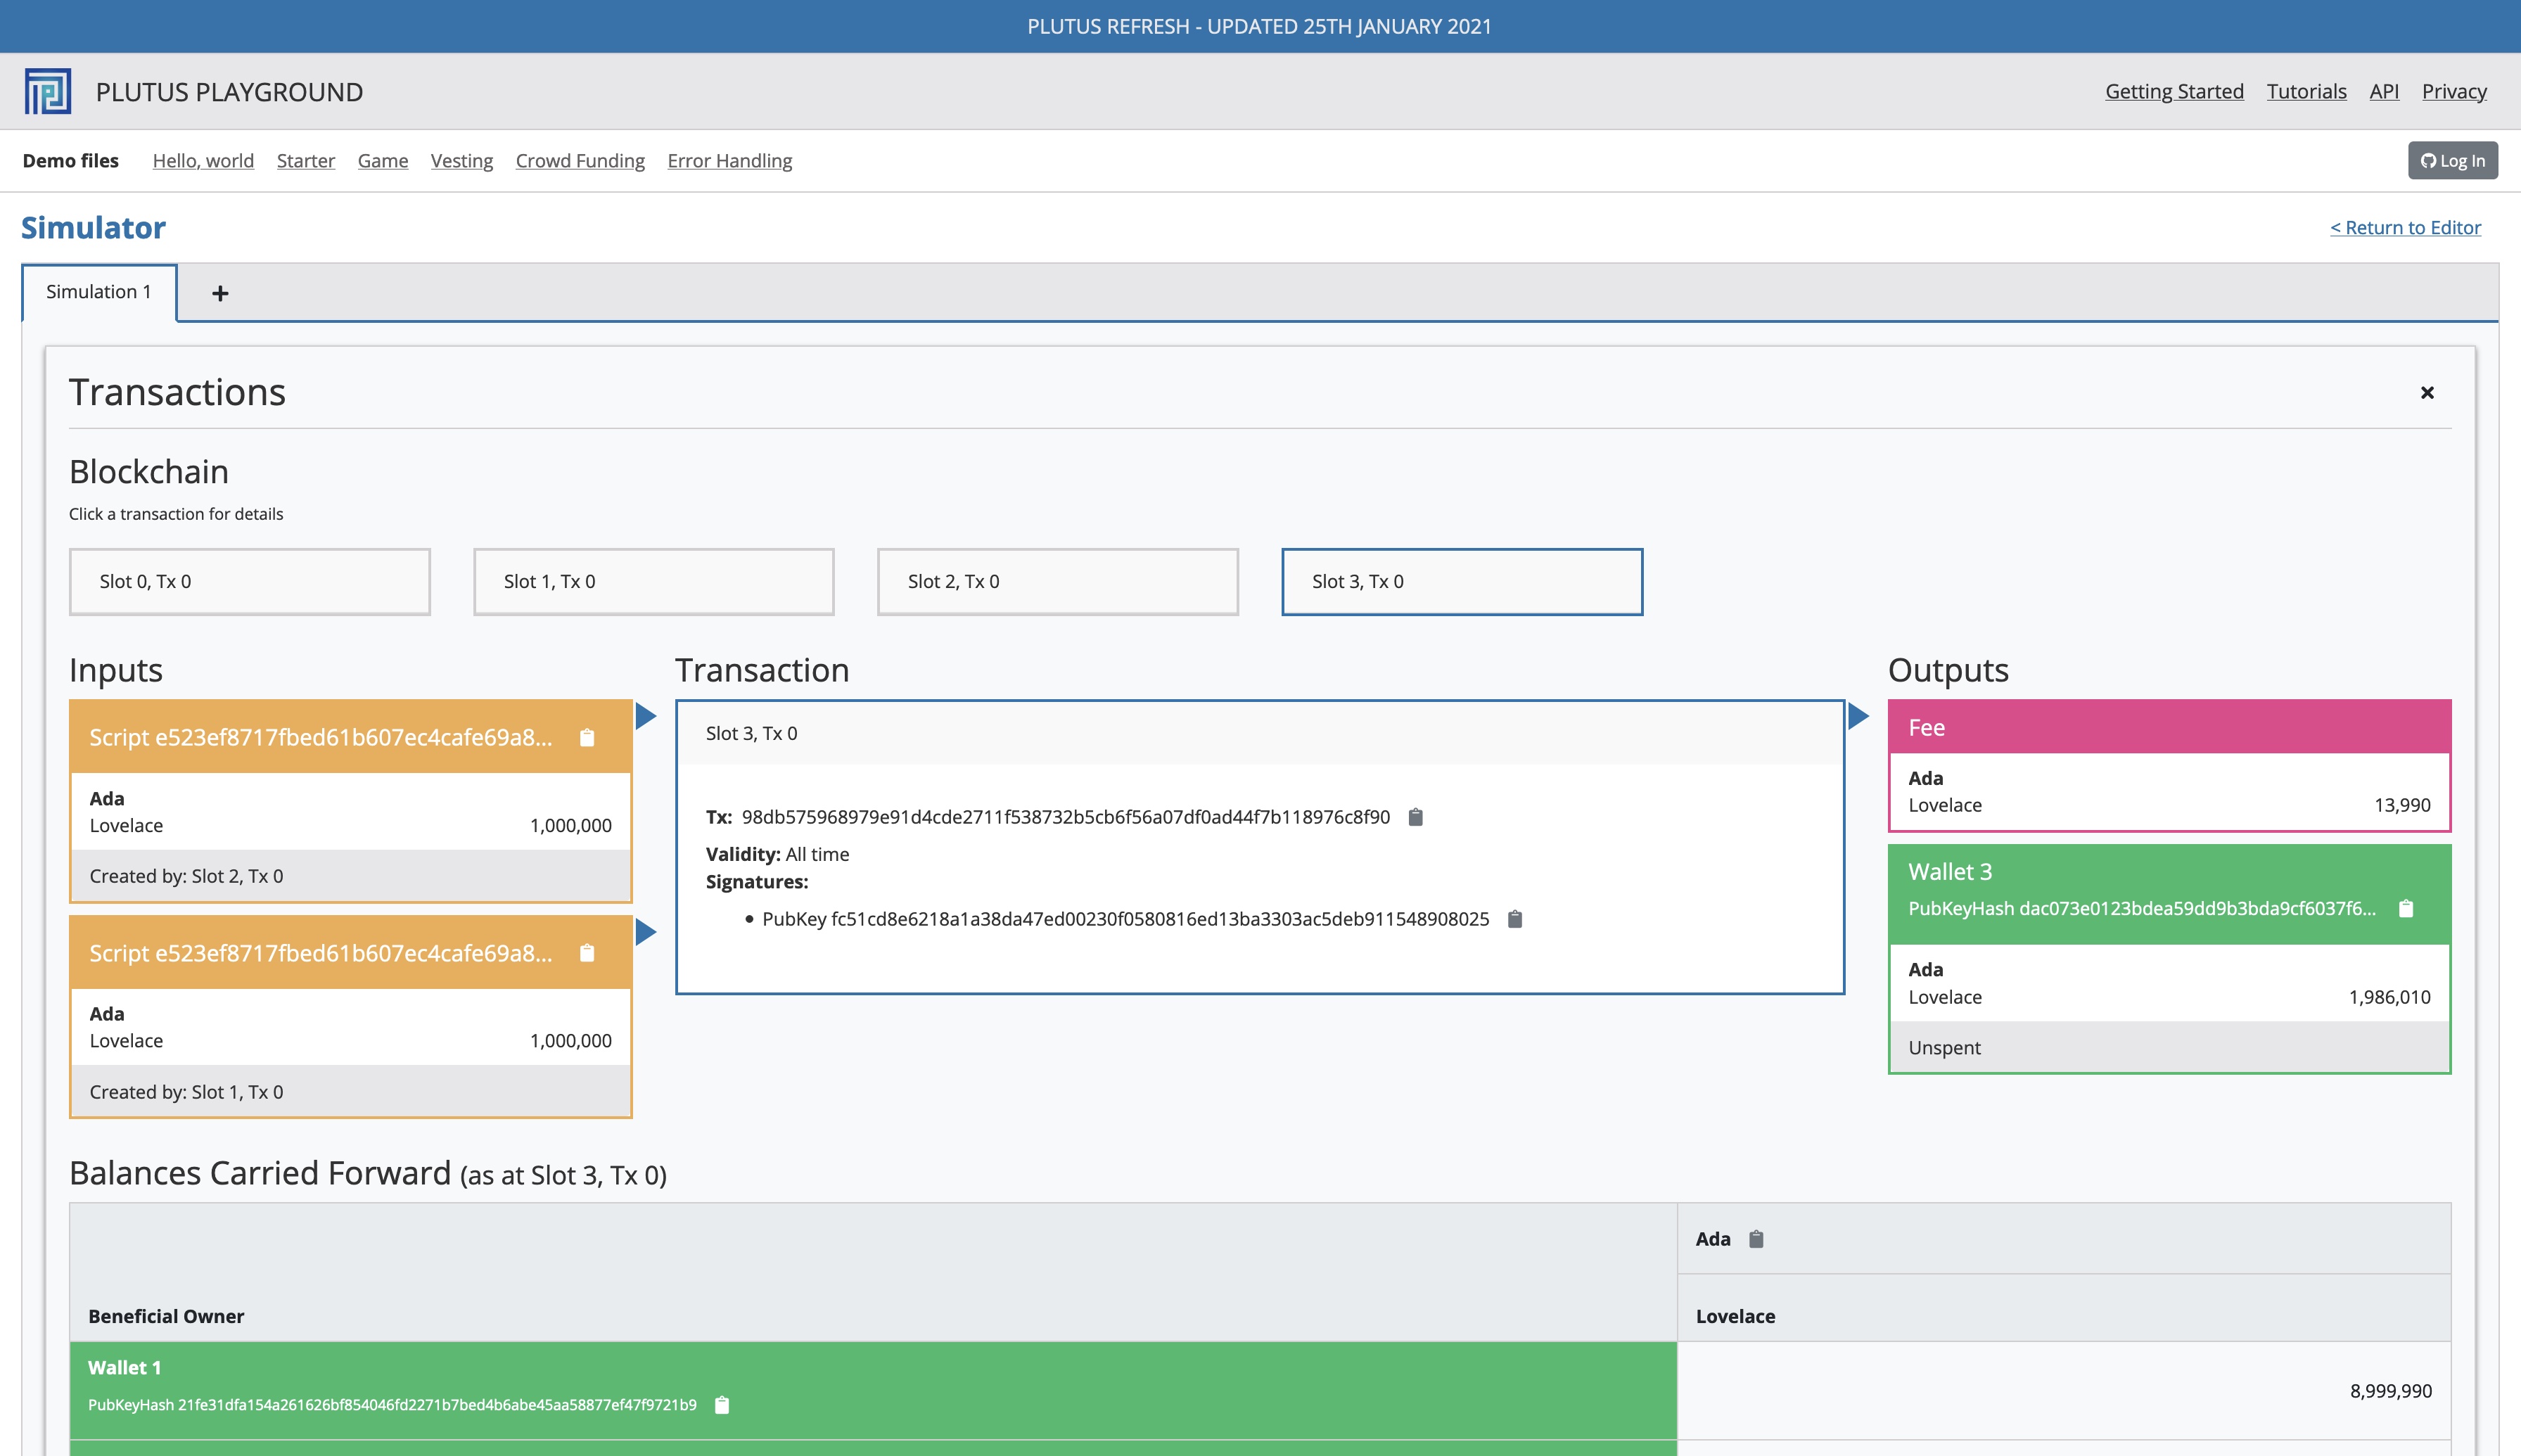 PLUTUS REFRESH - UPDATED 25TH JANUARY 2021
PLUTUS PLAYGROUND
Getting Started Tutorials API Privacy
Demo files Hello, world Starter Game Vesting Crowd Funding Error Handling
Log In
Simulator
< Return to Editor
Simulation 1 +
Transactions
Blockchain
Click a transaction for details
Slot 0, Tx 0
Slot 1, Tx 0
Slot 2, Tx 0
Slot 3, Tx 0
Inputs
Script e523ef8717fbed61b607ec4cafe69a8...
Ada
Lovelace 1,000,000
Created by: Slot 2, Tx 0
Script e523ef8717fbed61b607ec4cafe69a8...
Ada
Lovelace 1,000,000
Created by: Slot 1, Tx 0
Transaction
Slot 3, Tx 0
Tx: 98db575968979e91d4cde2711f538732b5cb6f56a07df0ad44f7b118976c8f90
Validity: All time
Signatures:
• PubKey fc51cd8e6218a1a38da47ed00230f0580816ed13ba3303ac5deb911548908025
Outputs
Fee
Ada
Lovelace 13,990
Wallet 3
PubKeyHash dac073e0123bdea59dd9b3bda9cf6037f6...
Ada
Lovelace 1,986,010
Unspent
Balances Carried Forward (as at Slot 3, Tx 0)
Ada
Beneficial Owner Lovelace
Wallet 1
PubKeyHash 21fe31dfa154a261626bf854046fd2271b7bed4b6abe45aa58877ef47f9721b9
8,999,990